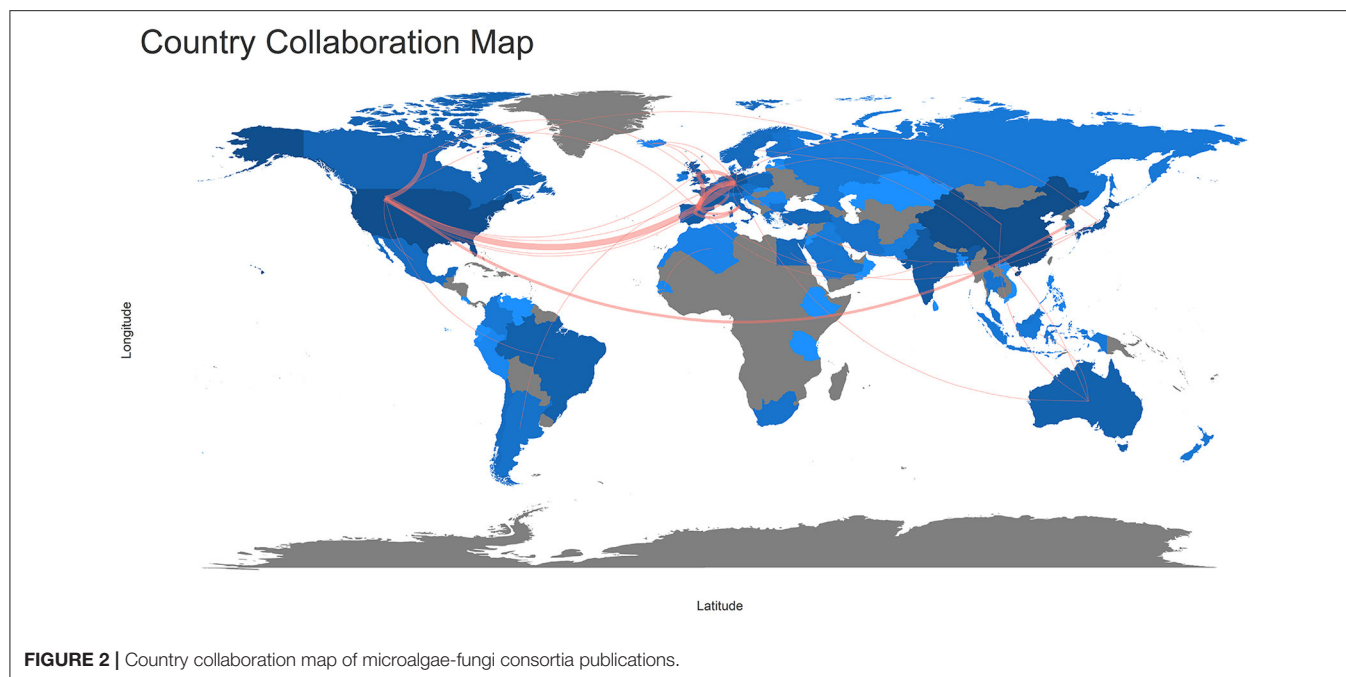 Country Collaboration Map
Longitude
Latitude
FIGURE 2 | Country collaboration map of microalgae-fungi consortia publications.